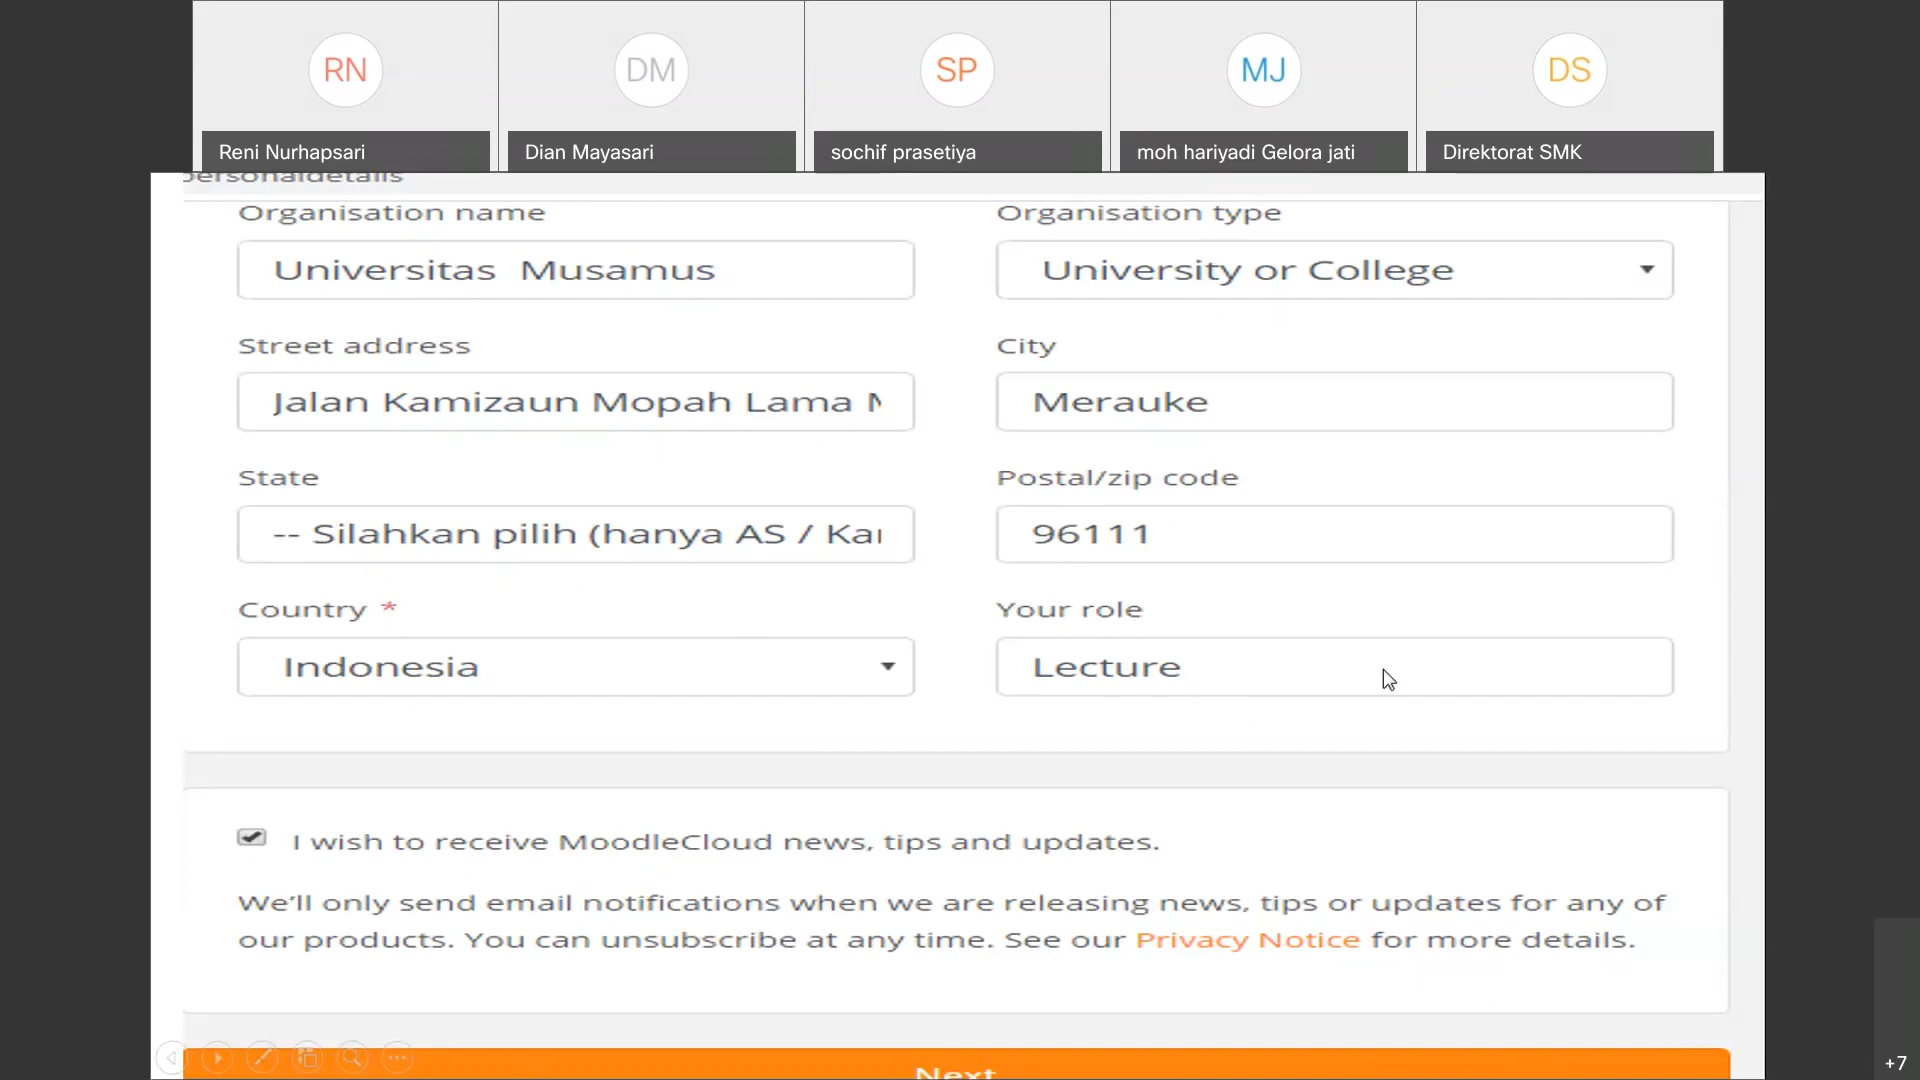 RN
DM
SP
MJ
DS
Reni Nurhapsari
Dian Mayasari
sochif prasetiya
moh hariyadi Gelora jati
Direktorat SMK
personaldetails
Organisation name
Organisation type
Universitas Musamus
University or College
Street address
City
Jalan Kamizaun Mopah Lama
Merauke
State
Postal/zip code
-- Silahkan pilih (hanya AS /
96111
Country *
Your role
Indonesia
Lecture
I wish to receive MoodleCloud news, tips and updates.
We'll only send email notifications when we are releasing news, tips or updates for any of
our products. You can unsubscribe at any time. See our Privacy Notice for more details.
Next
+7